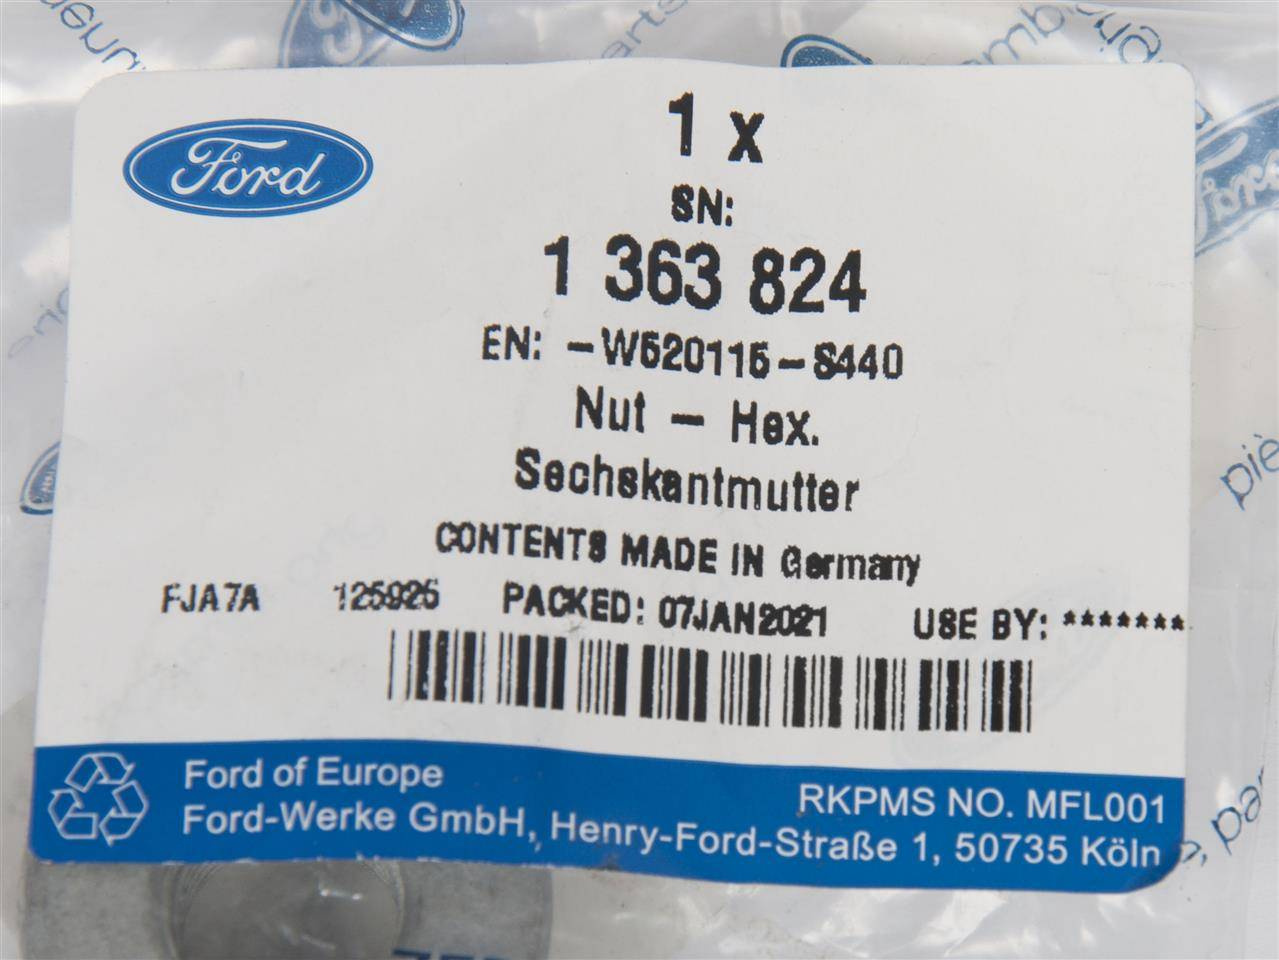 Ford
1 x
SN:
1 363 824
EN: -W520115-S440
Nut - Hex.
Sechskantmutter
CONTENTS MADE IN Germany
FJA7A 125925 PACKED: 07JAN2021 USE BY: *******
Ford of Europe
RKPMS NO. MFL001
Ford-Werke GmbH, Henry-Ford-Straße 1, 50735 Köln